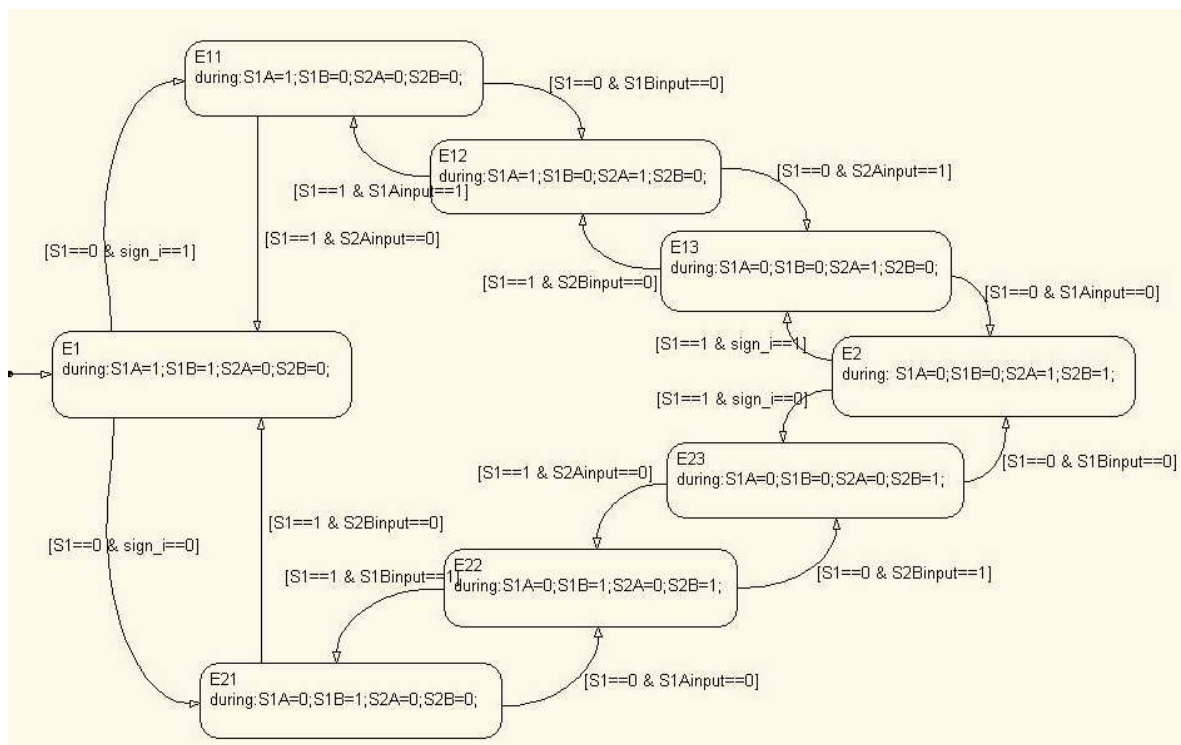 E11
during:S1A=1;S1B=0;S2A=0;S2B=0;
[S1==0 & S1Binput==0]
E12
during:S1A=1;S1B=0;S2A=1;S2B=0;
[S1==1 & S1Ainput==1]
[S1==0 & S2Ainput==1]
[S1==0 & sign_i==1]
[S1==1 & S2Ainput==0]
E13
during:S1A=0;S1B=0;S2A=1;S2B=0;
[S1==1 & S2Binput==0]
[S1==0 & S1Ainput==0]
E1
during:S1A=1;S1B=1;S2A=0;S2B=0;
[S1==1 & sign_i==1]
E2
during: S1A=0;S1B=0;S2A=1;S2B=1;
[S1==1 & sign_i==0]
E23
during:S1A=0;S1B=0;S2A=0;S2B=1;
[S1==0 & S1Binput==0]
[S1==1 & S2Ainput==0]
[S1==1 & S2Binput==0]
[S1==0 & sign_i==0]
E22
during:S1A=0;S1B=1;S2A=0;S2B=1;
[S1==1 & S1Binput==1]
[S1==0 & S2Binput==1]
E21
during:S1A=0;S1B=1;S2A=0;S2B=0;
[S1==0 & S1Ainput==0]